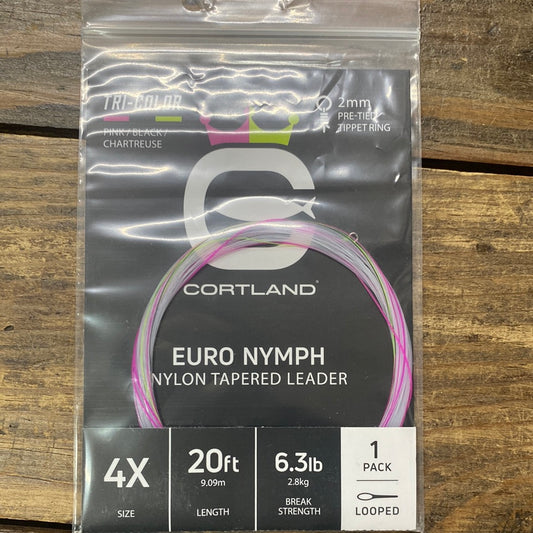 TRI-COLOR
PINK / BLACK /
CHARTREUSE
2mm
PRE-TIED
TIPPET RING
CORTLAND®
EURO NYMPH
NYLON TAPERED LEADER
4X
SIZE
20ft
9.09m
LENGTH
6.3lb
2.8kg
BREAK
STRENGTH
1
PACK
LOOPED